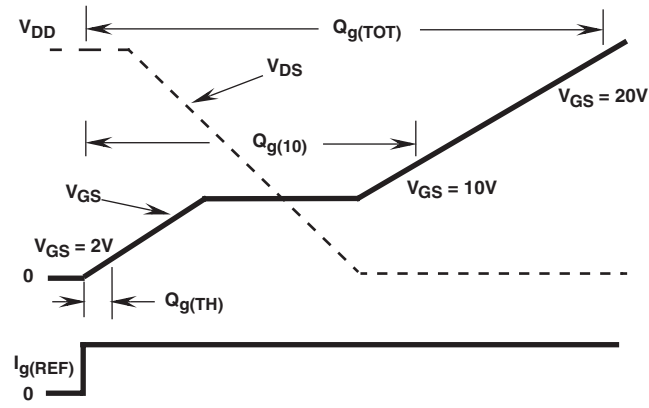 V_DD
Q_g(TOT)
V_DS
V_GS = 20V
Q_g(10)
V_GS
V_GS = 10V
V_GS = 2V
0
Q_g(TH)
I_g(REF)
0